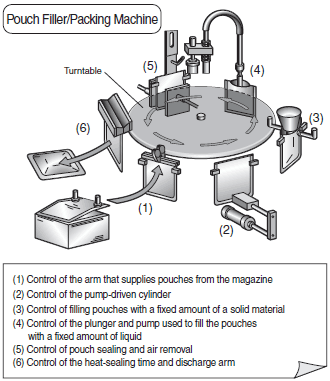 Pouch Filler/Packing Machine
Turntable
(5)
(4)
(3)
(6)
(1)
(2)
(1) Control of the arm that supplies pouches from the magazine
(2) Control of the pump-driven cylinder
(3) Control of filling pouches with a fixed amount of a solid material
(4) Control of the plunger and pump used to fill the pouches
with a fixed amount of liquid
(5) Control of pouch sealing and air removal
(6) Control of the heat-sealing time and discharge arm